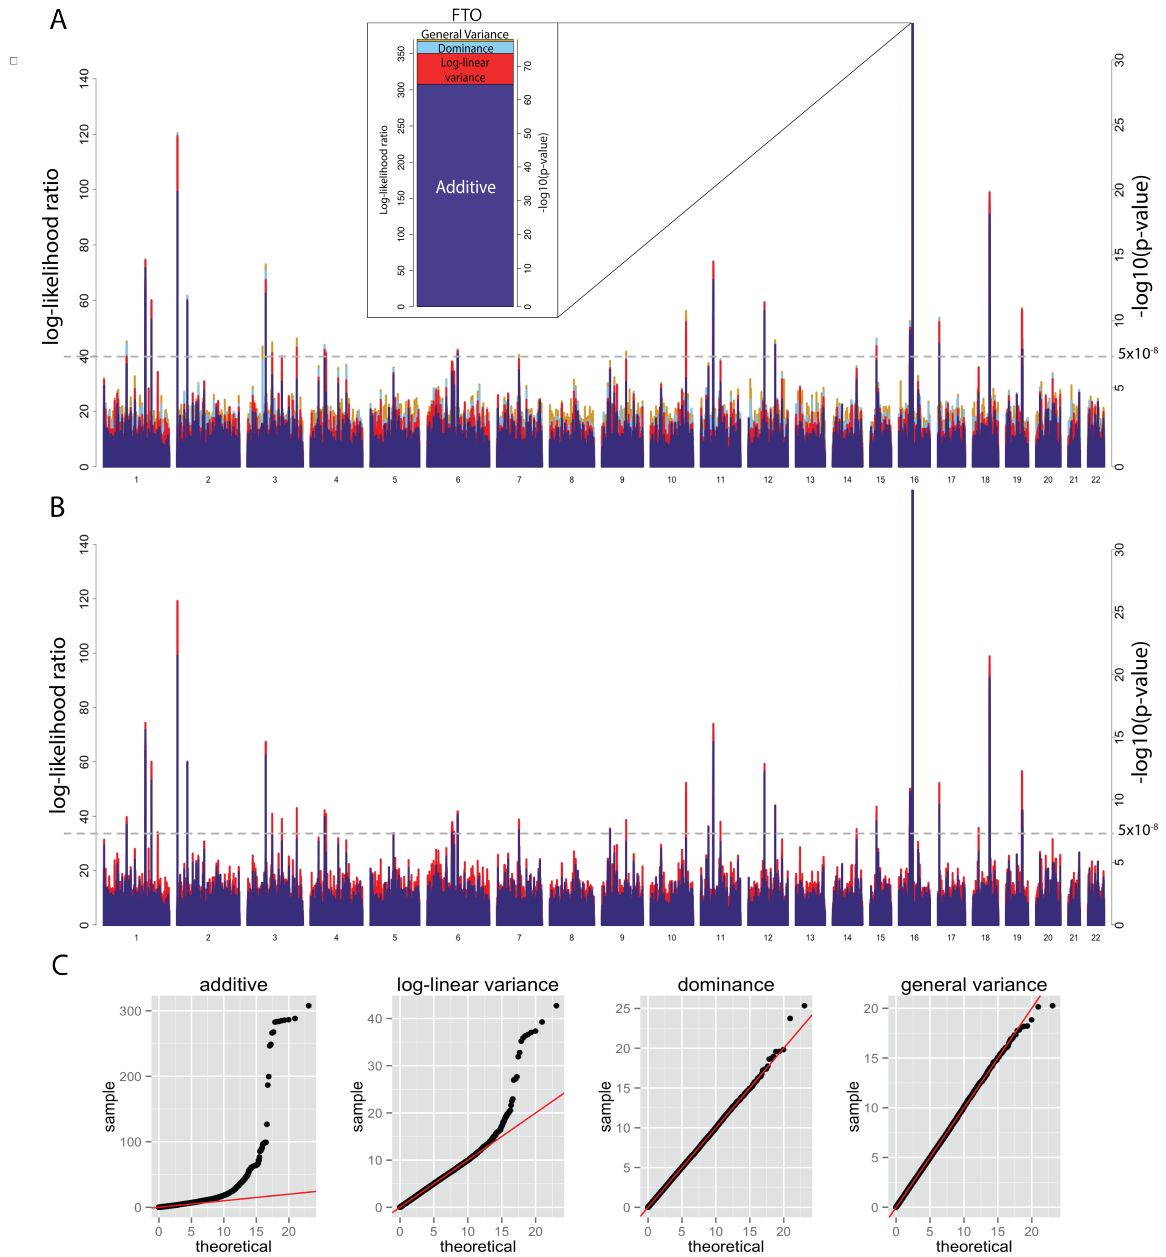 A
FTO
General Variance
Dominance
Log-linear
variance
Additive
Log-likelihood ratio
0 50 100 150 200 250 300 350
-log10(p-value)
0 10 20 30 40 50 60 70
log-likelihood ratio
0 20 40 60 80 100 120 140
-log10(p-value)
0 5 10 15 20 25 30
5x10-8
1 2 3 4 5 6 7 8 9 10 11 12 13 14 15 16 17 18 19 20 21 22
B
log-likelihood ratio
0 20 40 60 80 100 120 140
-log10(p-value)
0 5 10 15 20 25 30
5x10-8
1 2 3 4 5 6 7 8 9 10 11 12 13 14 15 16 17 18 19 20 21 22
C
additive
sample
300
200
100
0
0 5 10 15 20
theoretical
log-linear variance
sample
40
30
20
10
0
0 5 10 15 20
theoretical
dominance
sample
25
20
15
10
5
0
0 5 10 15 20
theoretical
general variance
sample
20
15
10
5
0
0 5 10 15 20
theoretical